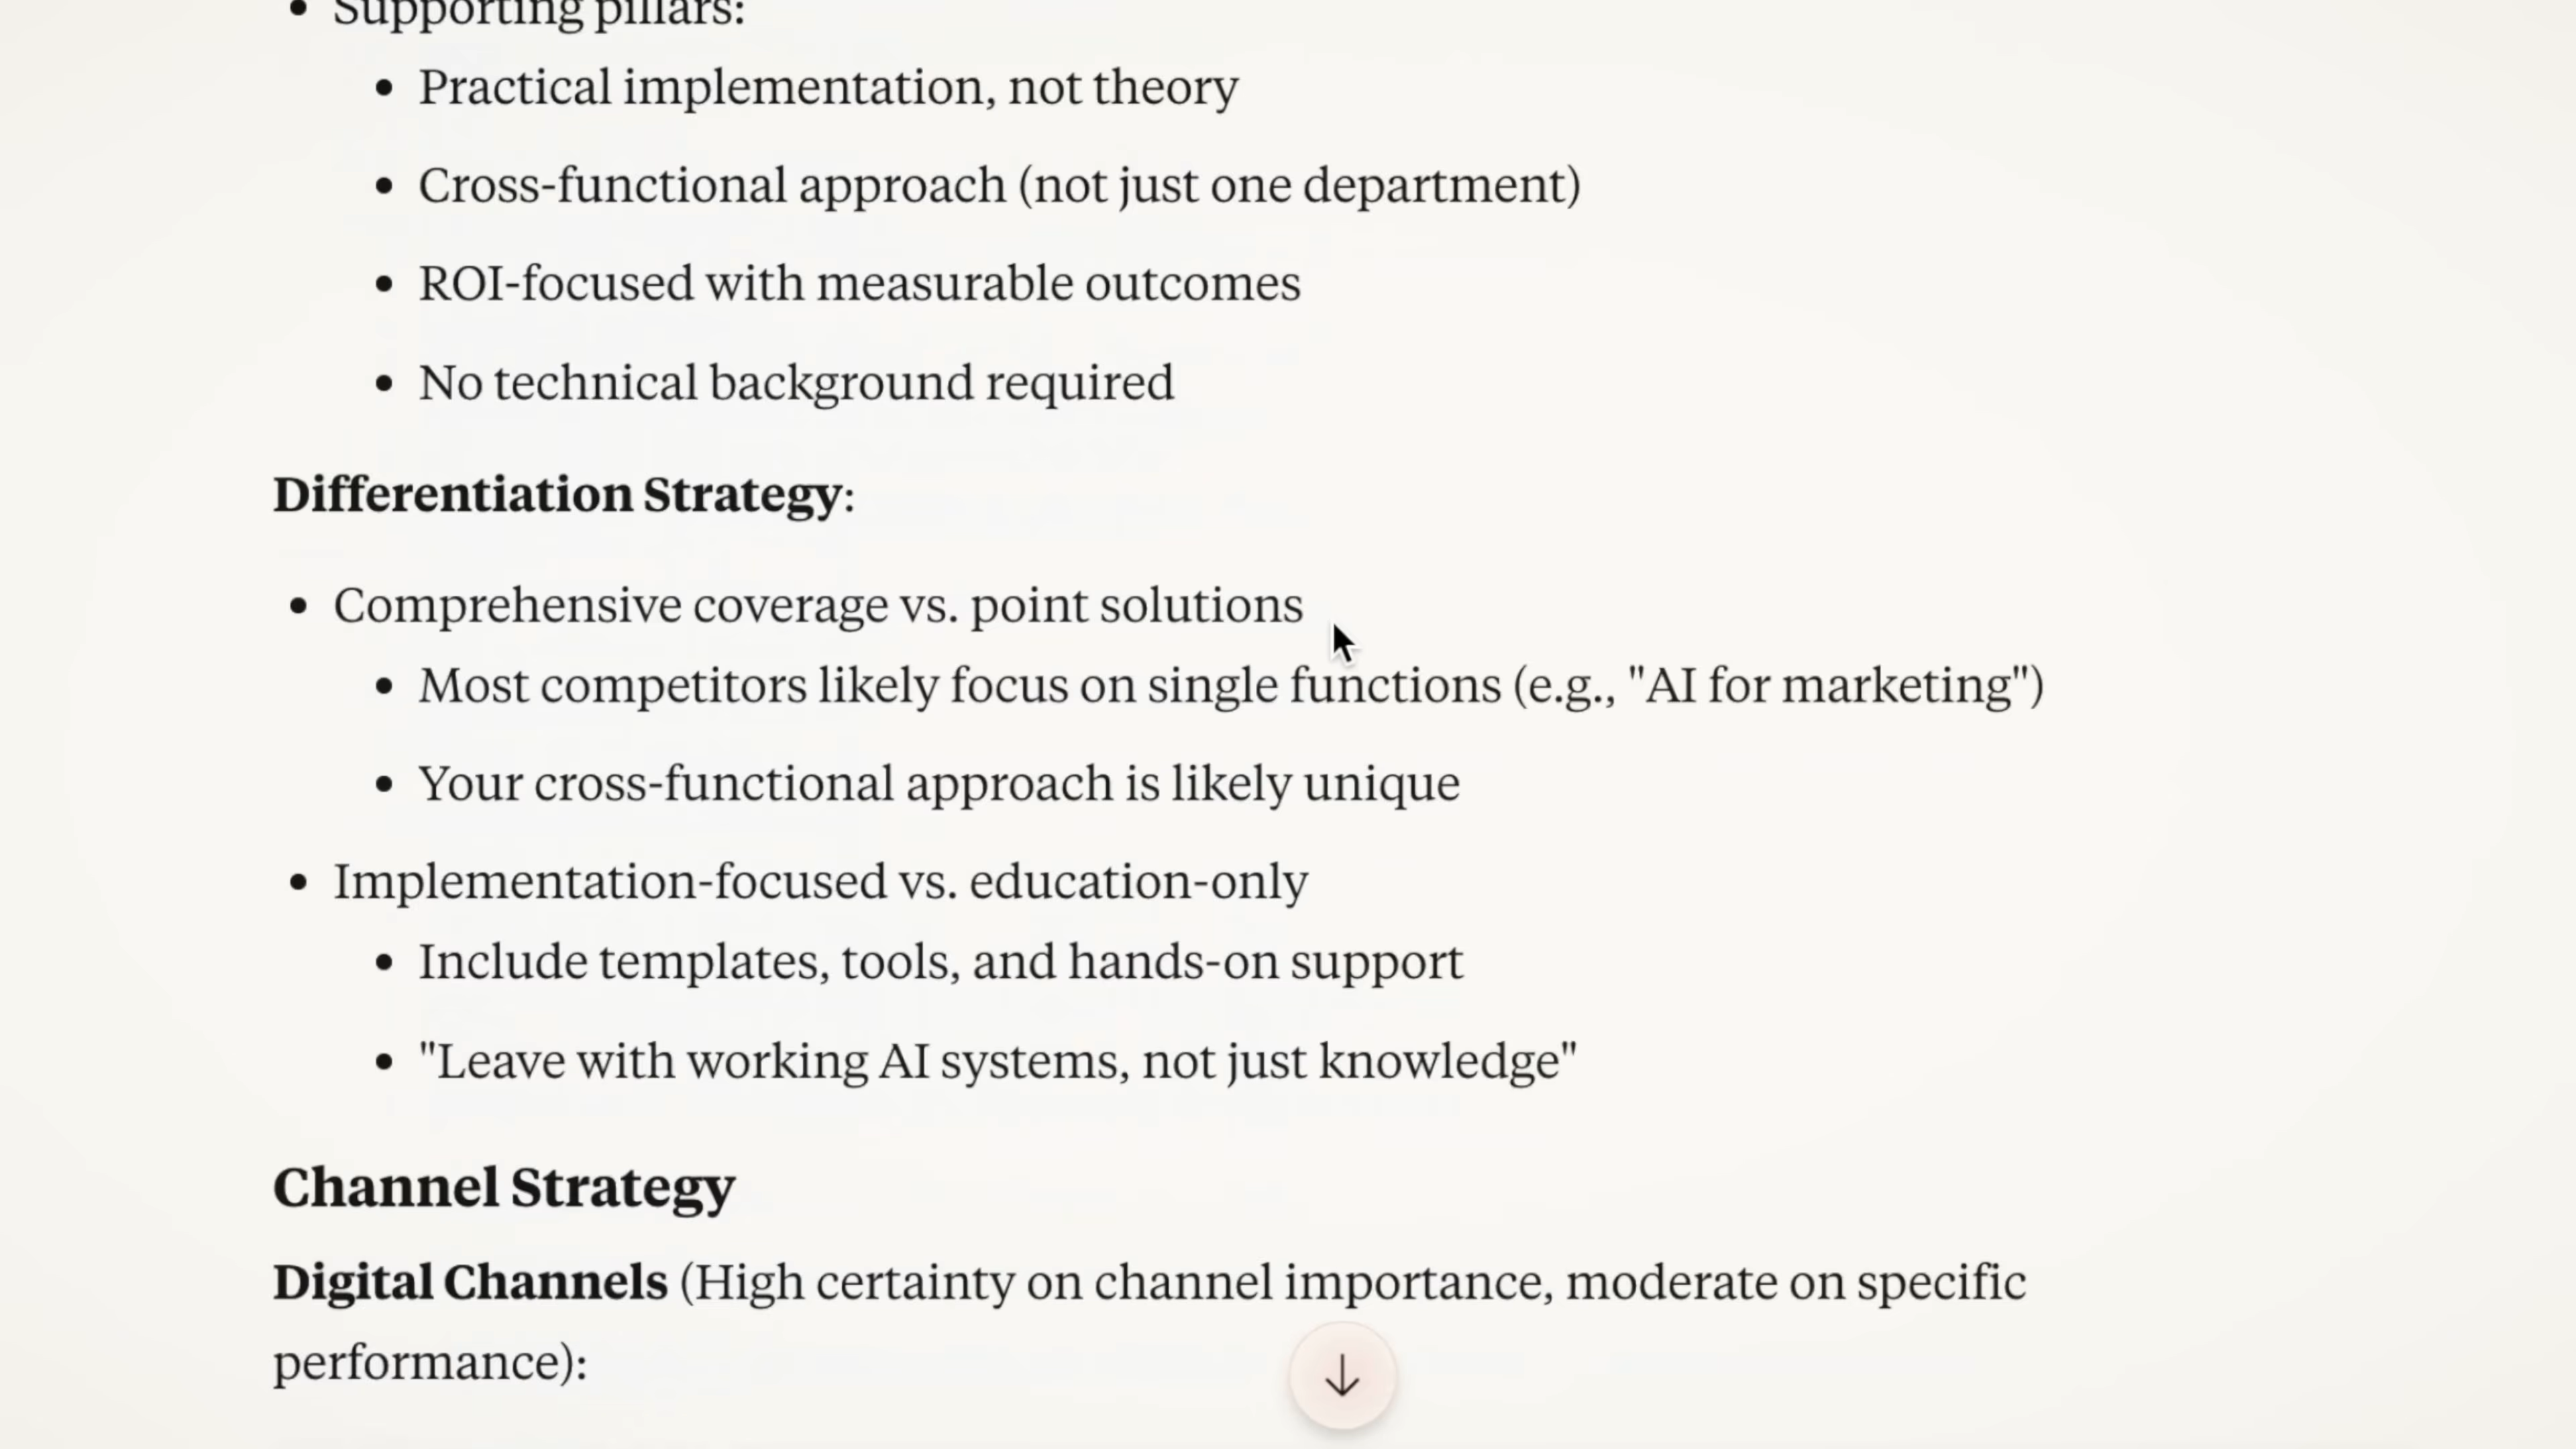 Supporting pillars:
Practical implementation, not theory
Cross-functional approach (not just one department)
ROI-focused with measurable outcomes
No technical background required
Differentiation Strategy:
Comprehensive coverage vs. point solutions
Most competitors likely focus on single functions (e.g., "AI for marketing")
Your cross-functional approach is likely unique
Implementation-focused vs. education-only
Include templates, tools, and hands-on support
"Leave with working AI systems, not just knowledge"
Channel Strategy
Digital Channels (High certainty on channel importance, moderate on specific
performance):